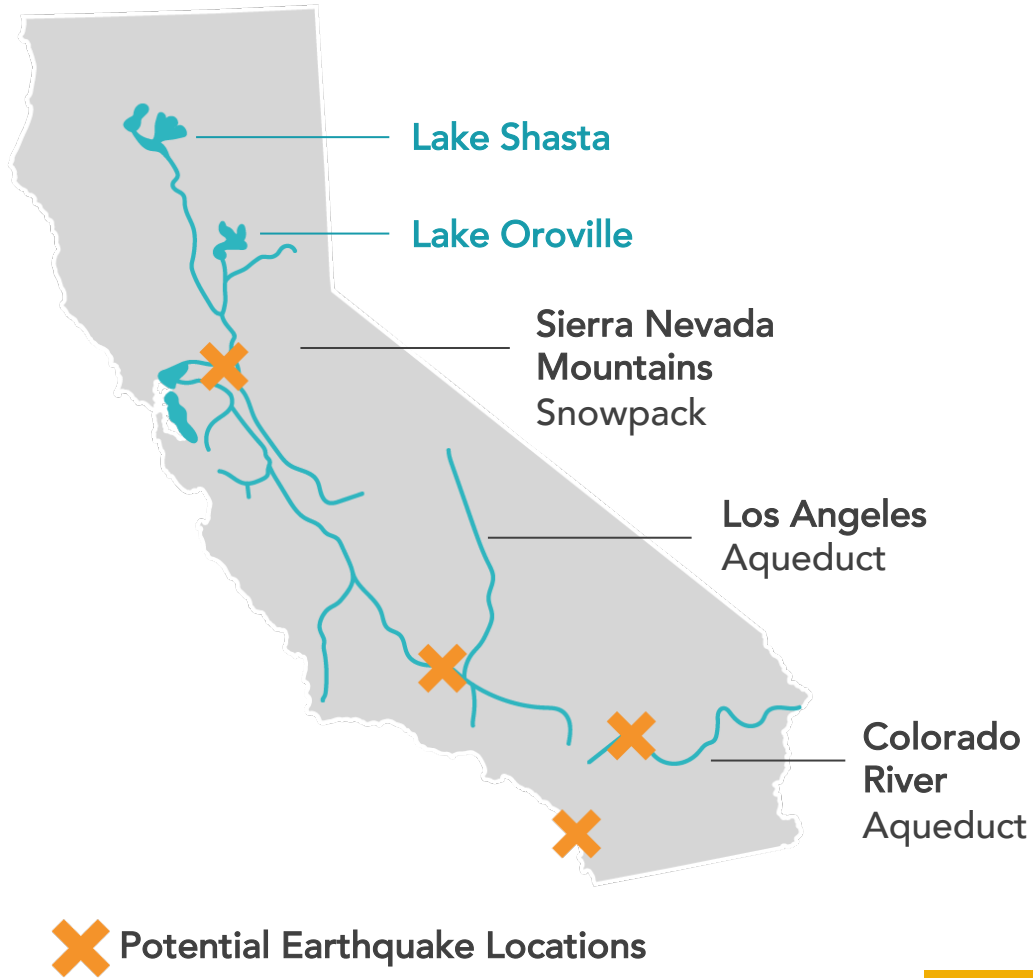 Lake Shasta
Lake Oroville
Sierra Nevada
Mountains
Snowpack
Los Angeles
Aqueduct
Colorado
River
Aqueduct
Potential Earthquake Locations